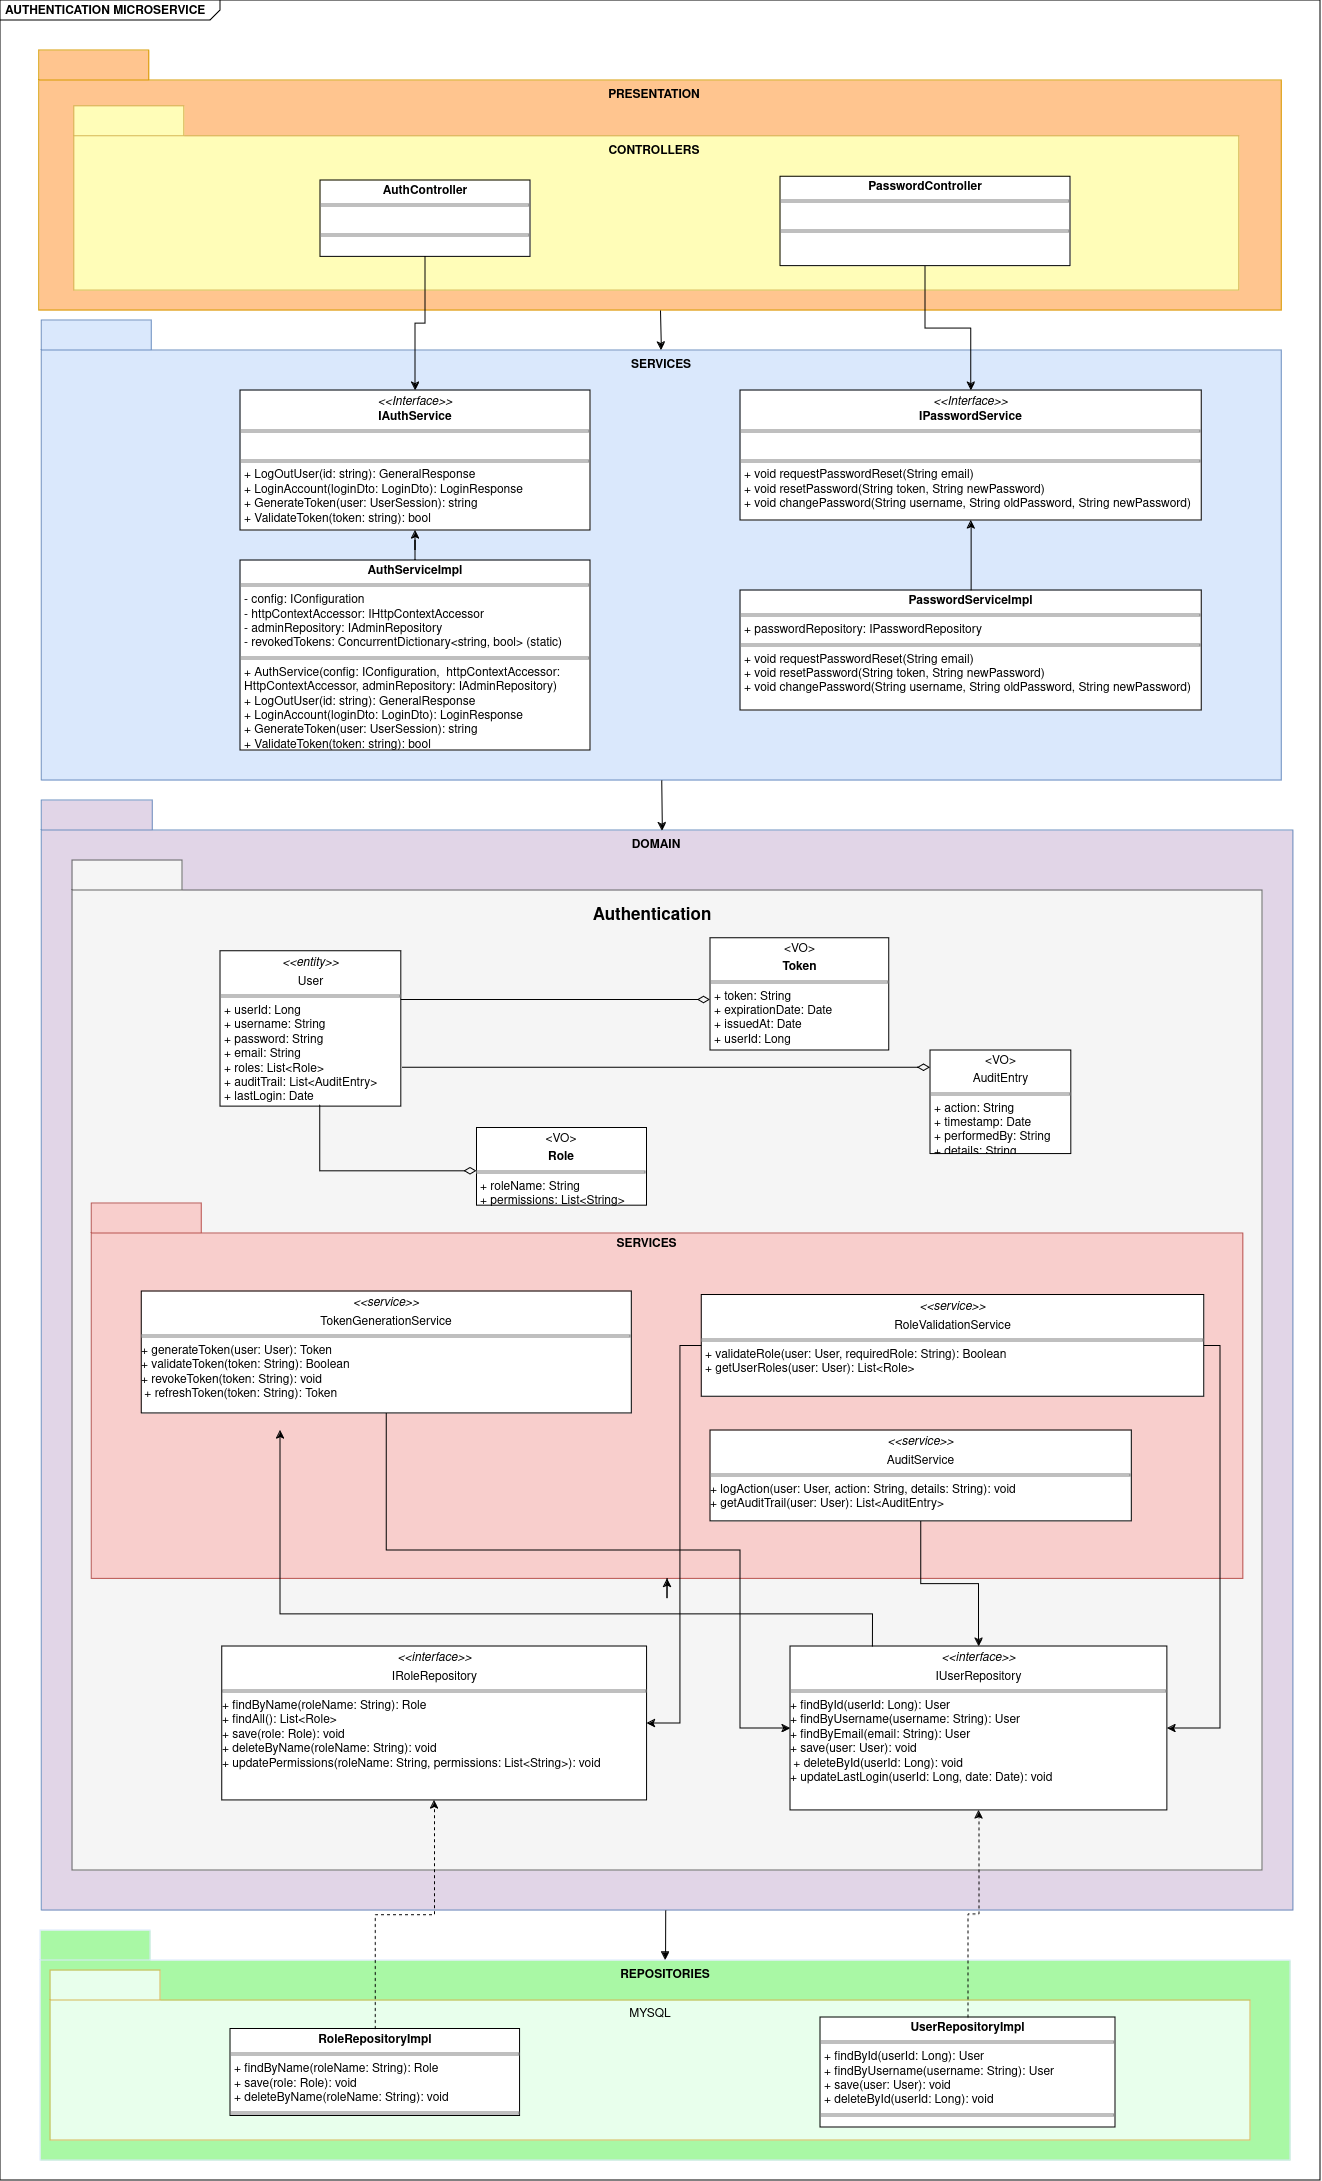 AUTHENTICATION MICROSERVICE
PRESENTATION
CONTROLLERS
AuthController
PasswordController
SERVICES
<<Interface>>
IAuthService
+ LogOutUser(id: string): GeneralResponse
+ LoginAccount(loginDto: LoginDto): LoginResponse
+ GenerateToken(user: UserSession): string
+ ValidateToken(token: string): bool
<<Interface>>
IPasswordService
+ void requestPasswordReset(String email)
+ void resetPassword(String token, String newPassword)
+ void changePassword(String username, String oldPassword, String newPassword)
AuthServiceImpl
- config: IConfiguration
- httpContextAccessor: IHttpContextAccessor
- adminRepository: IAdminRepository
- revokedTokens: ConcurrentDictionary<string, bool> (static)
+ AuthService(config: IConfiguration, httpContextAccessor:
HttpContextAccessor, adminRepository: IAdminRepository)
+ LogOutUser(id: string): GeneralResponse
+ LoginAccount(loginDto: LoginDto): LoginResponse
+ GenerateToken(user: UserSession): string
+ ValidateToken(token: string): bool
PasswordServiceImpl
+ passwordRepository: IPasswordRepository
+ void requestPasswordReset(String email)
+ void resetPassword(String token, String newPassword)
+ void changePassword(String username, String oldPassword, String newPassword)
DOMAIN
Authentication
<<entity>>
User
+ userId: Long
+ username: String
+ password: String
+ email: String
+ roles: List<Role>
+ auditTrail: List<AuditEntry>
+ lastLogin: Date
<VO>
Token
+ token: String
+ expirationDate: Date
+ issuedAt: Date
+ userId: Long
<VO>
AuditEntry
+ action: String
+ timestamp: Date
+ performedBy: String
+ details: String
<VO>
Role
+ roleName: String
+ permissions: List<String>
SERVICES
<<service>>
TokenGenerationService
+ generateToken(user: User): Token
+ validateToken(token: String): Boolean
+ revokeToken(token: String): void
+ refreshToken(token: String): Token
<<service>>
RoleValidationService
+ validateRole(user: User, requiredRole: String): Boolean
+ getUserRoles(user: User): List<Role>
<<service>>
AuditService
+ logAction(user: User, action: String, details: String): void
+ getAuditTrail(user: User): List<AuditEntry>
<<interface>>
IRoleRepository
+ findByName(roleName: String): Role
+ findAll(): List<Role>
+ save(role: Role): void
+ deleteByName(roleName: String): void
+ updatePermissions(roleName: String, permissions: List<String>): void
<<interface>>
IUserRepository
+ findById(userId: Long): User
+ findByUsername(username: String): User
+ findByEmail(email: String): User
+ save(user: User): void
+ deleteById(userId: Long): void
+ updateLastLogin(userId: Long, date: Date): void
REPOSITORIES
MYSQL
RoleRepositoryImpl
+ findByName(roleName: String): Role
+ save(role: Role): void
+ deleteByName(roleName: String): void
UserRepositoryImpl
+ findById(userId: Long): User
+ findByUsername(username: String): User
+ save(user: User): void
+ deleteById(userId: Long): void